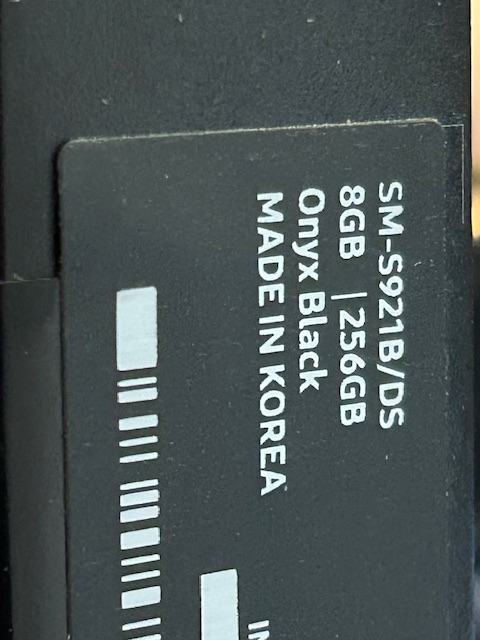 SM-S921B/DS
8GB | 256GB
Onyx Black
MADE IN KOREA